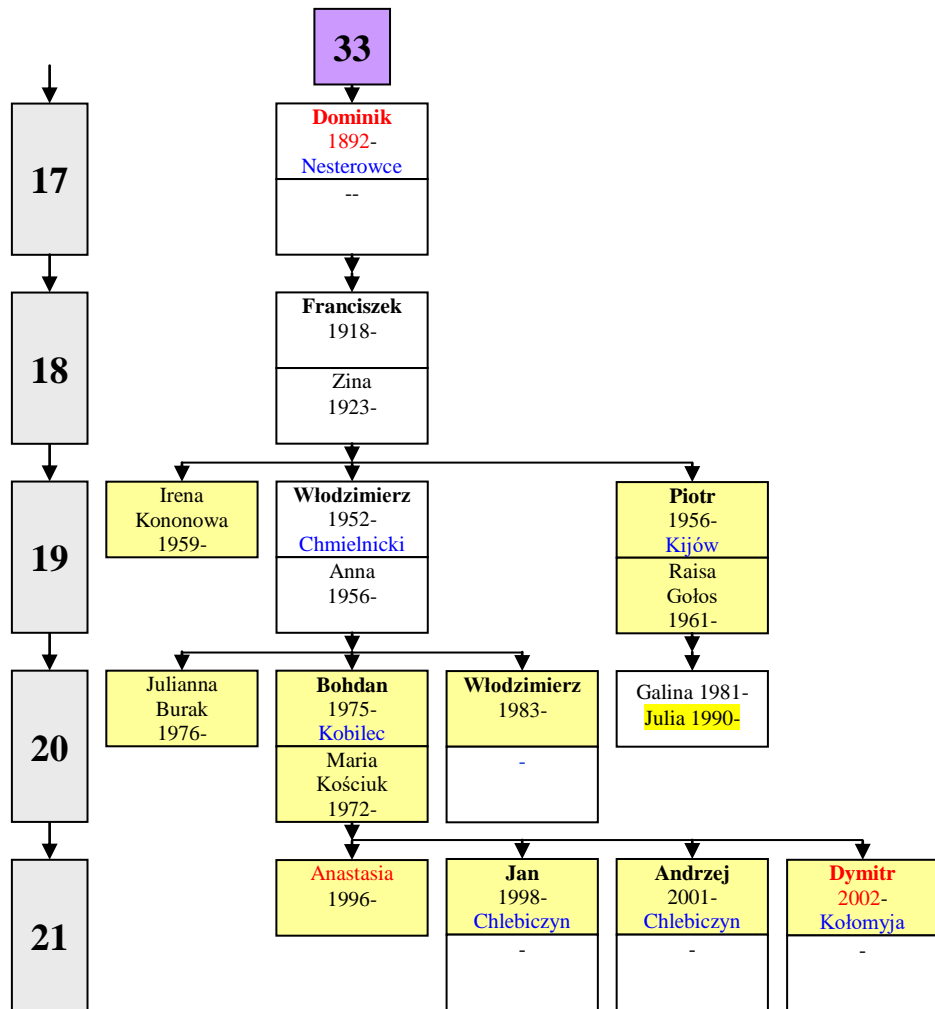 33
17
Dominik
1892-
Nesterowce
--
18
Franciszek
1918-
Zina
1923-
19
Irena
Kononowa
1959-
Włodzimierz
1952-
Chmielnicki
Anna
1956-
Piotr
1956-
Kijów
Raisa
Gołos
1961-
20
Julianna
Burak
1976-
Bohdan
1975-
Kobilec
Maria
Kościuk
1972-
Włodzimierz
1983-
-
Galina 1981-
Julia 1990-
21
Anastasia
1996-
Jan
1998-
Chlebiczyn
-
Andrzej
2001-
Chlebiczyn
-
Dymitr
2002-
Kołomyja
-